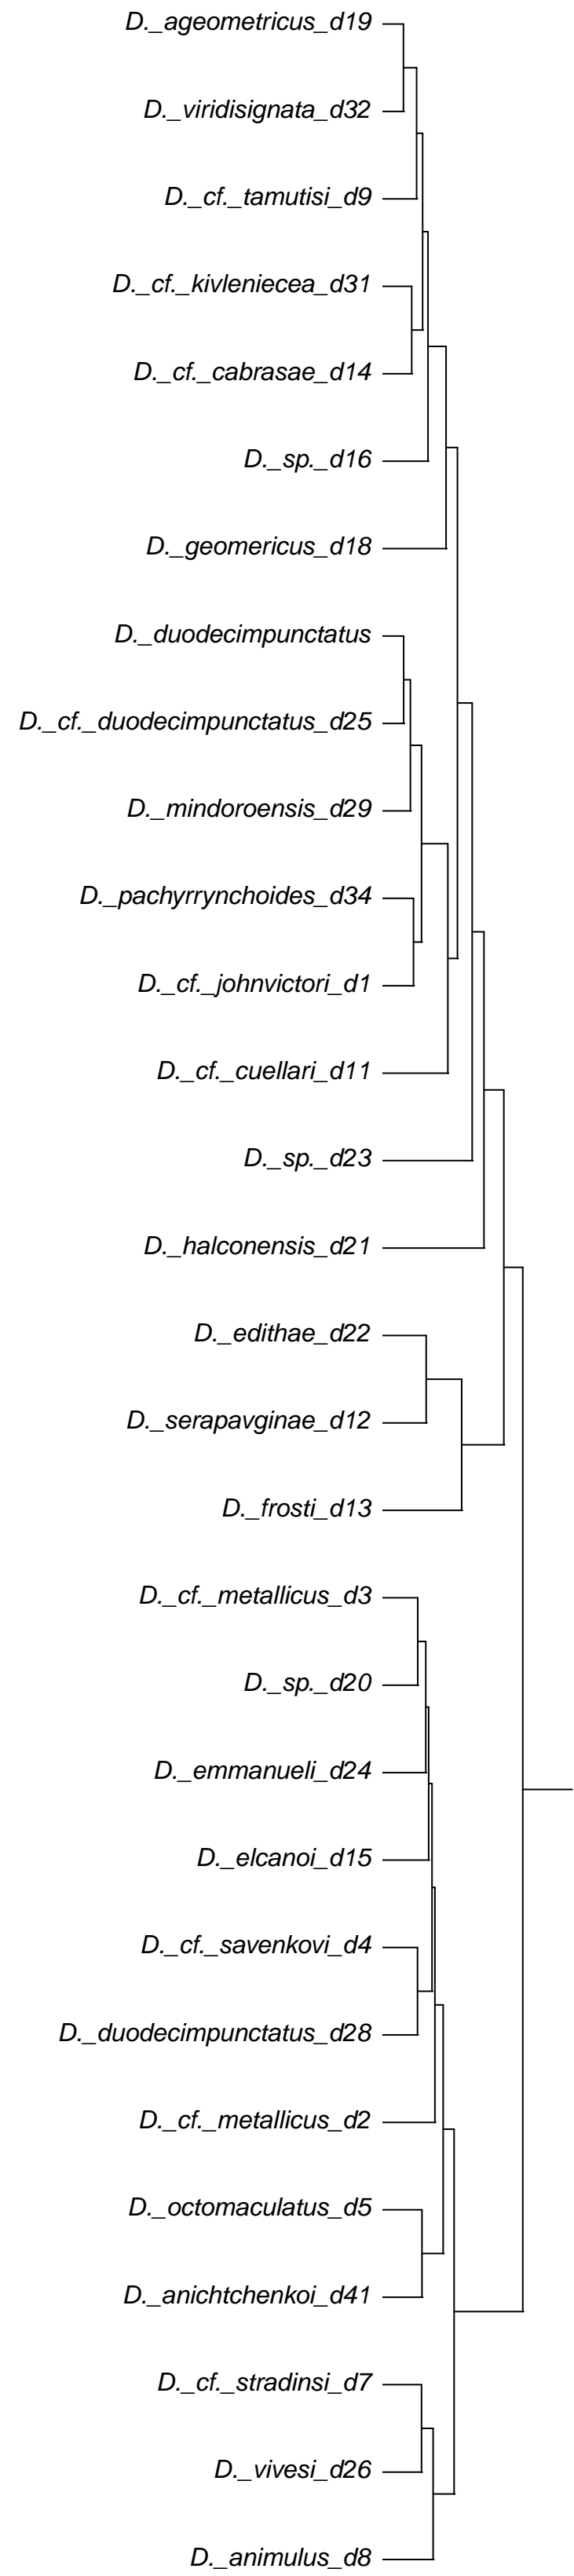 D._ageometricus_d19
D._viridisignata_d32
D._cf._tamutisi_d9
D._cf._kivleniecea_d31
D._cf._cabrasae_d14
D._sp._d16
D._geomericus_d18
D._duodecimpunctatus
D._cf._duodecimpunctatus_d25
D._mindoroensis_d29
D._pachyrrynchoides_d34
D._cf._johnvictori_d1
D._cf._cuellari_d11
D._sp._d23
D._halconensis_d21
D._edithae_d22
D._serapavginae_d12
D._frosti_d13
D._cf._metallicus_d3
D._sp._d20
D._emmanueli_d24
D._elcanoi_d15
D._cf._savenkovi_d4
D._duodecimpunctatus_d28
D._cf._metallicus_d2
D._octomaculatus_d5
D._anichtchenkoi_d41
D._cf._stradinsi_d7
D._vivesi_d26
D._animulus_d8